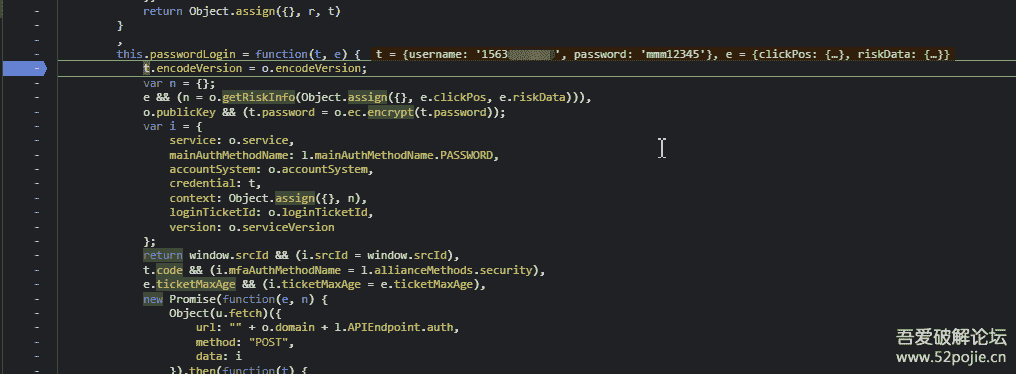 return Object.assign({}, r, t)
}
,
this.passwordLogin = function(t, e) { t = {username: '1563', password: 'mmm12345'}, e = {clickPos: {…}, riskData: {…}}
t.encodeVersion = o.encodeVersion;
var n = {};
e && (n = o.getRiskInfo(Object.assign({}, e.clickPos, e.riskData))),
o.publicKey && (t.password = o.ec.encrypt(t.password));
var i = {
service: o.service,
mainAuthMethodName: l.mainAuthMethodName.PASSWORD,
accountSystem: o.accountSystem,
credential: t,
context: Object.assign({}, n),
loginTicketId: o.loginTicketId,
version: o.serviceVersion
};
return window.srcId && (i.srcId = window.srcId),
t.code && (i.mfaAuthMethodName = l.allianceMethods.security),
e.ticketMaxAge && (i.ticketMaxAge = e.ticketMaxAge),
new Promise(function(e, n) {
Object(u.fetch)({
url: "" + o.domain + l.APIEndpoint.auth,
method: "POST",
data: i
}).then(function(t) {
吾爱破解论坛
www.52pojie.cn